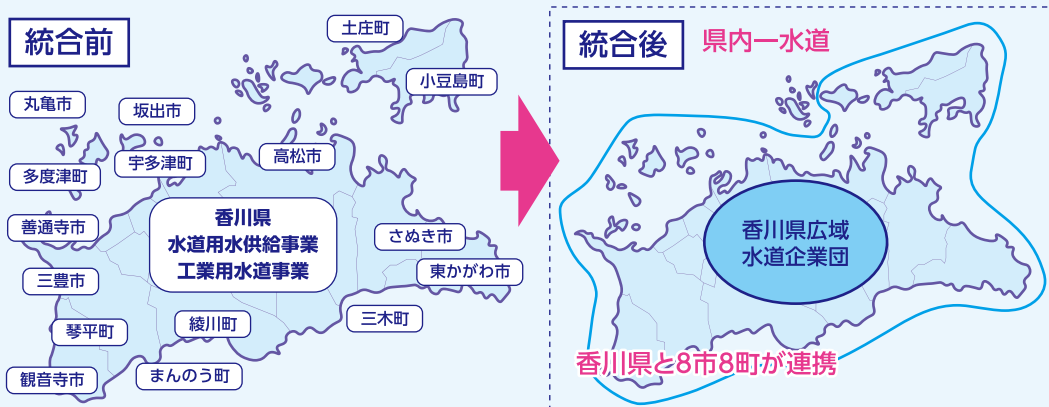 統合前
土庄町
小豆島町
丸亀市
坂出市
宇多津町
高松市
多度津町
善通寺市
香川県
水道用水供給事業
工業用水道事業
さぬき市
東かがわ市
三豊市
三木町
綾川町
琴平町
まんのう町
観音寺市
統合後
県内一水道
香川県広域
水道企業団
香川県と8市8町が連携